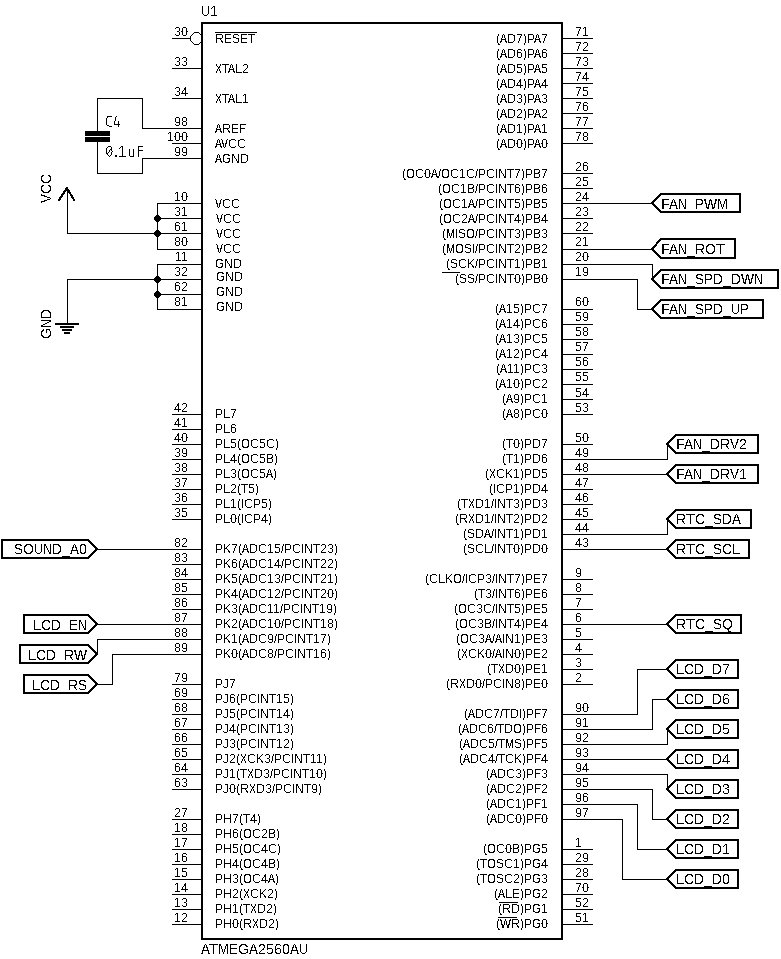 U1
30 RESET
33 XTAL2
34 XTAL1
98 AREF
100 AVCC
99 AGND
C4
0.1uF
VCC
10 VCC
31 VCC
61 VCC
80 VCC
11 GND
32 GND
62 GND
81 GND
GND
42 PL7
41 PL6
40 PL5(OC5C)
39 PL4(OC5B)
38 PL3(OC5A)
37 PL2(T5)
36 PL1(ICP5)
35 PL0(ICP4)
SOUND_A0 82 PK7(ADC15/PCINT23)
83 PK6(ADC14/PCINT22)
84 PK5(ADC13/PCINT21)
85 PK4(ADC12/PCINT20)
86 PK3(ADC11/PCINT19)
LCD_EN 87 PK2(ADC10/PCINT18)
88 PK1(ADC9/PCINT17)
LCD_RW 89 PK0(ADC8/PCINT16)
LCD_RS
79 PJ7
69 PJ6(PCINT15)
68 PJ5(PCINT14)
67 PJ4(PCINT13)
66 PJ3(PCINT12)
65 PJ2(XCK3/PCINT11)
64 PJ1(TXD3/PCINT10)
63 PJ0(RXD3/PCINT9)
27 PH7(T4)
18 PH6(OC2B)
17 PH5(OC4C)
16 PH4(OC4B)
15 PH3(OC4A)
14 PH2(XCK2)
13 PH1(TXD2)
12 PH0(RXD2)
(AD7)PA7 71
(AD6)PA6 72
(AD5)PA5 73
(AD4)PA4 74
(AD3)PA3 75
(AD2)PA2 76
(AD1)PA1 77
(AD0)PA0 78
(OC0A/OC1C/PCINT7)PB7 26
(OC1B/PCINT6)PB6 25
(OC1A/PCINT5)PB5 24 FAN_PWM
(OC2A/PCINT4)PB4 23
(MISO/PCINT3)PB3 22
(MOSI/PCINT2)PB2 21 FAN_ROT
(SCK/PCINT1)PB1 20 FAN_SPD_DWN
(SS/PCINT0)PB0 19 FAN_SPD_UP
(A15)PC7 60
(A14)PC6 59
(A13)PC5 58
(A12)PC4 57
(A11)PC3 56
(A10)PC2 55
(A9)PC1 54
(A8)PC0 53
(T0)PD7 50 FAN_DRV2
(T1)PD6 49
(XCK1)PD5 48 FAN_DRV1
(ICP1)PD4 47
(TXD1/INT3)PD3 46
(RXD1/INT2)PD2 45 RTC_SDA
(SDA/INT1)PD1 44
(SCL/INT0)PD0 43 RTC_SCL
(CLKO/ICP3/INT7)PE7 9
(T3/INT6)PE6 8
(OC3C/INT5)PE5 7
(OC3B/INT4)PE4 6 RTC_SQ
(OC3A/AIN1)PE3 5
(XCK0/AIN0)PE2 4
(TXD0)PE1 3 LCD_D7
(RXD0/PCIN8)PE0 2
LCD_D6
(ADC7/TDI)PF7 90
(ADC6/TDO)PF6 91 LCD_D5
(ADC5/TMS)PF5 92
(ADC4/TCK)PF4 93 LCD_D4
(ADC3)PF3 94
(ADC2)PF2 95 LCD_D3
(ADC1)PF1 96
(ADC0)PF0 97 LCD_D2
(OC0B)PG5 1 LCD_D1
(TOSC1)PG4 29
(TOSC2)PG3 28 LCD_D0
(ALE)PG2 70
(RD)PG1 52
(WR)PG0 51
ATMEGA2560AU